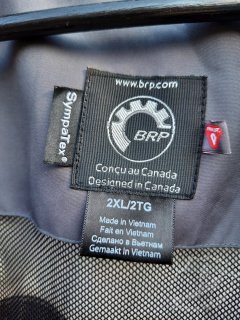 www.brp.com
SympaTex®
BRP
Conçu au Canada
Designed in Canada
2XL/2TG
Made in Vietnam
Fait en Vietnam
Сделано в Вьетнам
Gemaakt in Vietnam